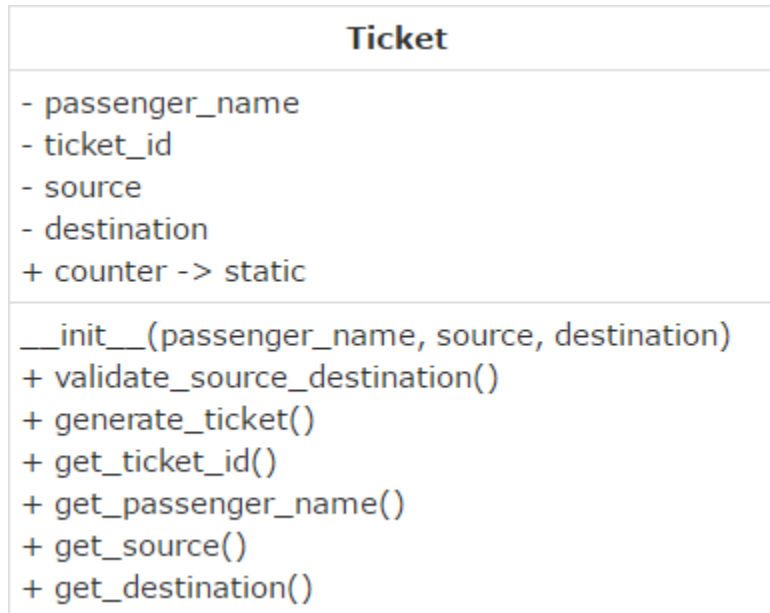 Ticket
- passenger_name
- ticket_id
- source
- destination
+ counter -> static
__init__(passenger_name, source, destination)
+ validate_source_destination()
+ generate_ticket()
+ get_ticket_id()
+ get_passenger_name()
+ get_source()
+ get_destination()